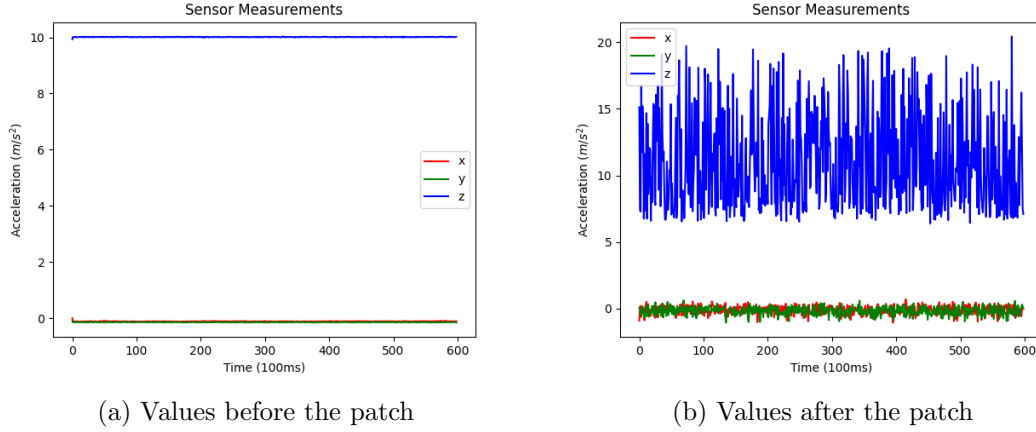 Sensor Measurements
Acceleration (m/s²)
10
8
6
4
2
0
x
y
z
0 100 200 300 400 500 600
Time (100ms)
(a) Values before the patch
Sensor Measurements
Acceleration (m/s²)
20
15
10
5
0
x
y
z
0 100 200 300 400 500 600
Time (100ms)
(b) Values after the patch